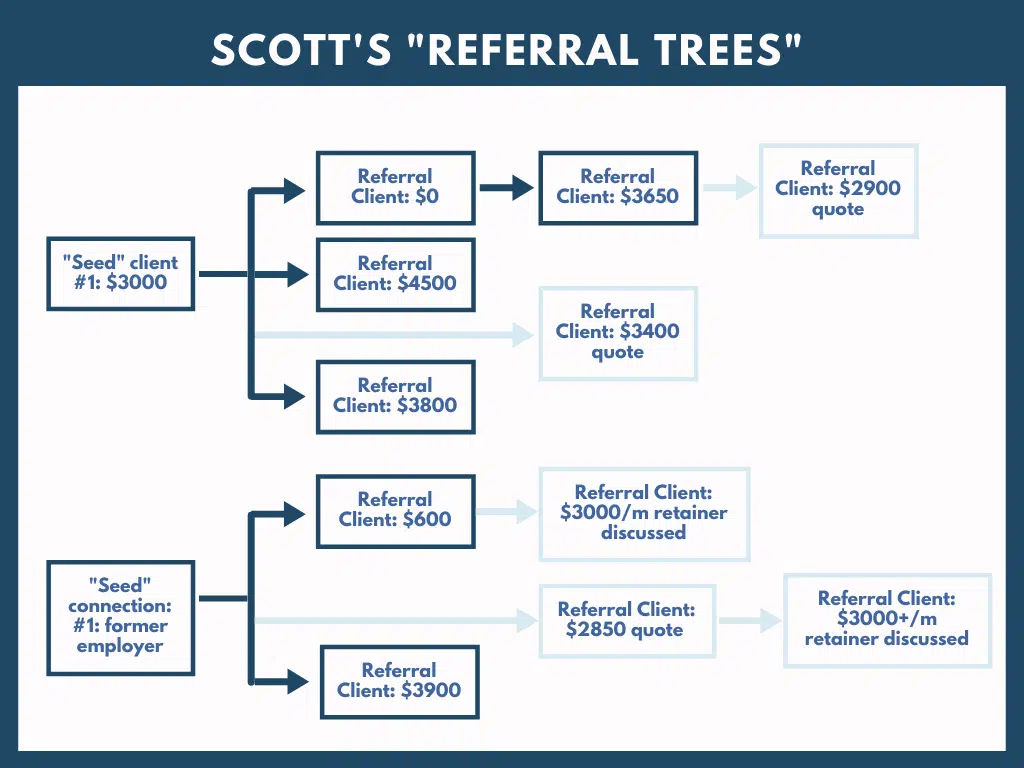 SCOTT'S "REFERRAL TREES"
Referral
Client: $0
Referral
Client: $3650
Referral
Client: $2900
quote
"Seed" client
#1: $3000
Referral
Client: $4500
Referral
Client: $3400
quote
Referral
Client: $3800
Referral
Client: $600
Referral Client:
$3000/m retainer
discussed
"Seed"
connection:
#1: former
employer
Referral Client:
$2850 quote
Referral Client:
$3000+/m
retainer discussed
Referral
Client: $3900